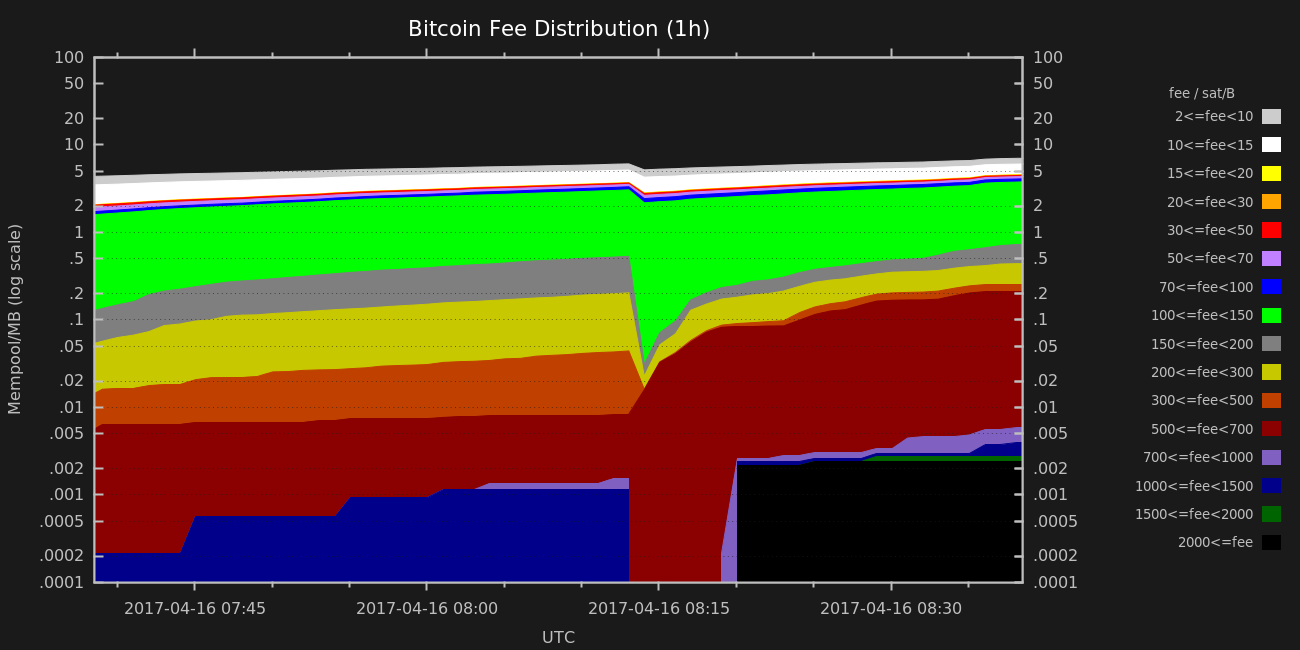 Bitcoin Fee Distribution (1h)
Mempool/MB (log scale)
100
50
20
10
5
2
1
.5
.2
.1
.05
.02
.01
.005
.002
.001
.0005
.0002
.0001
100
50
20
10
5
2
1
.5
.2
.1
.05
.02
.01
.005
.002
.001
.0005
.0002
.0001
2017-04-16 07:45 2017-04-16 08:00 2017-04-16 08:15 2017-04-16 08:30
UTC
fee / sat/B
2<=fee<10
10<=fee<15
15<=fee<20
20<=fee<30
30<=fee<50
50<=fee<70
70<=fee<100
100<=fee<150
150<=fee<200
200<=fee<300
300<=fee<500
500<=fee<700
700<=fee<1000
1000<=fee<1500
1500<=fee<2000
2000<=fee